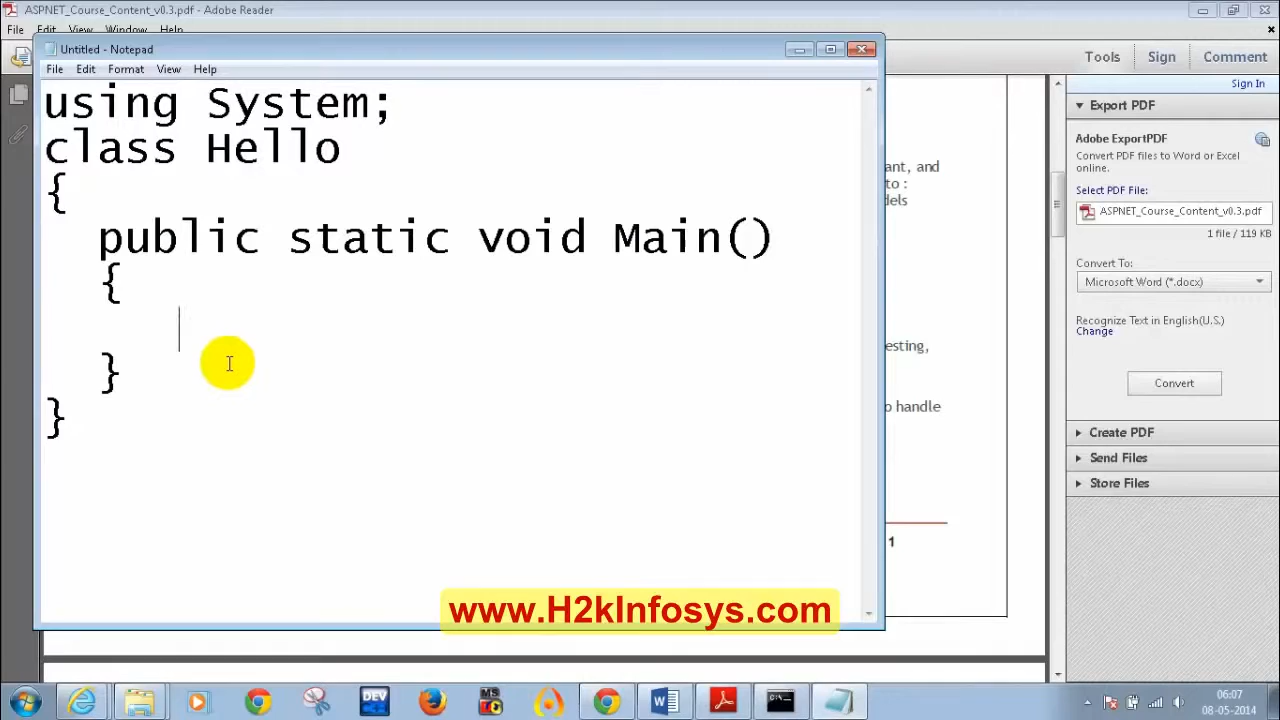 ASPNET_Course_Content_v0.3.pdf - Adobe Reader
File Edit View Window Help
Untitled - Notepad
File Edit Format View Help
Tools Sign Comment
using System;
class Hello
{
public static void Main()
{
}
}
ant, and
to :
dels
esting,
o handle
1
Sign In
Export PDF
Adobe ExportPDF
Convert PDF files to Word or Excel
online.
Select PDF File:
ASPNET_Course_Content_v0.3.pdf
1 file / 119 KB
Convert To:
Microsoft Word (*.docx)
Recognize Text in English(U.S.)
Change
Convert
Create PDF
Send Files
Store Files
www.H2kInfosys.com
DEV
MS
06:07
08-05-2014